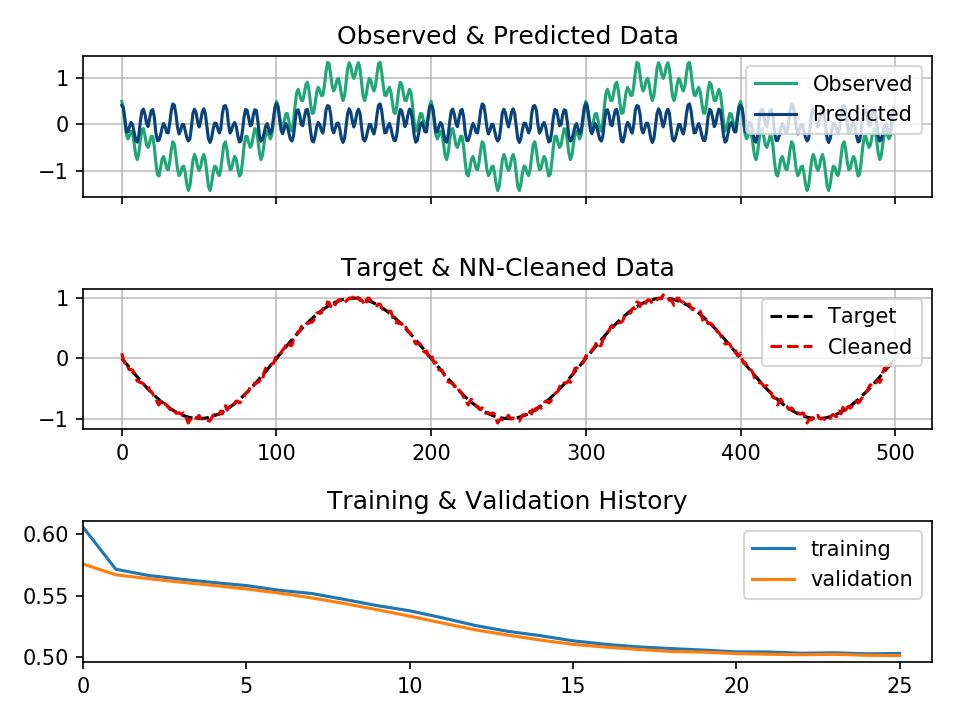 Observed & Predicted Data
1
0
−1
Observed
Predicted
Target & NN-Cleaned Data
1
0
−1
Target
Cleaned
0 100 200 300 400 500
Training & Validation History
0.60
0.55
0.50
training
validation
0 5 10 15 20 25